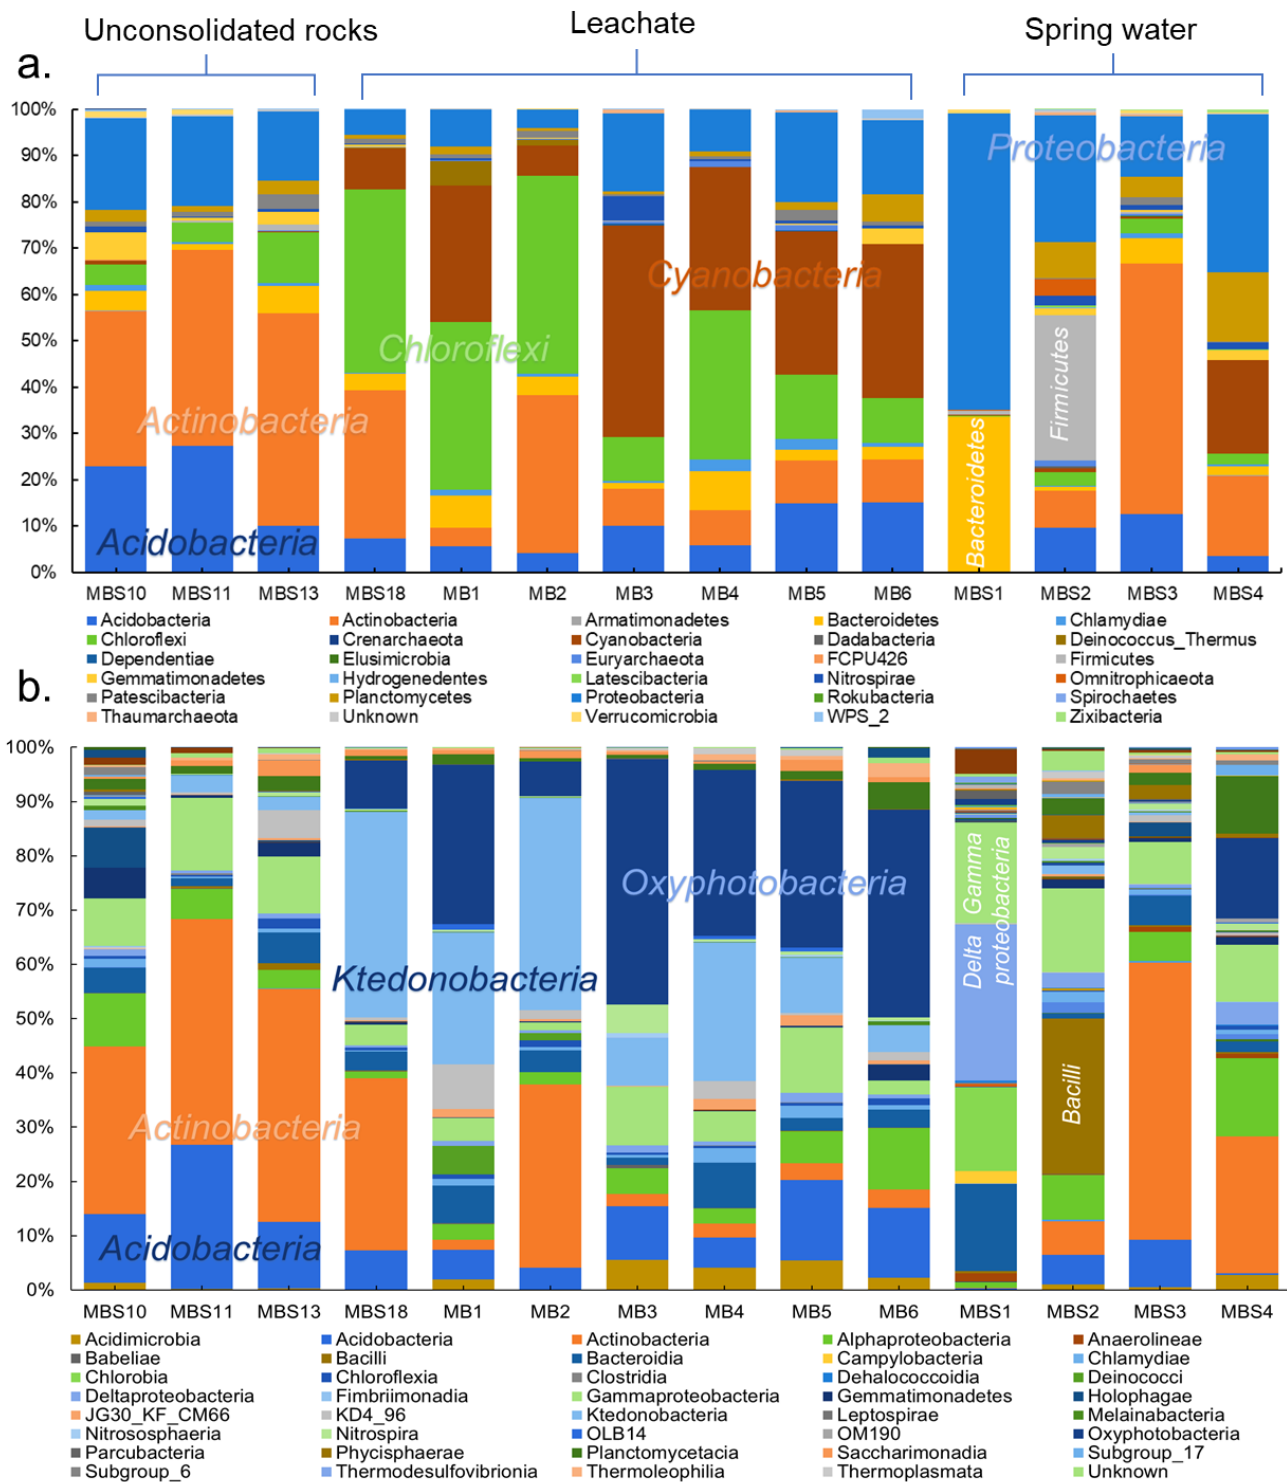 Unconsolidated rocks Leachate Spring water
a.
100%
90%
80%
70%
60%
50%
40%
30%
20%
10%
0%
Proteobacteria
Cyanobacteria
Chloroflexi
Firmicutes
Actinobacteria
Bacteroidetes
Acidobacteria
MBS10 MBS11 MBS13 MBS18 MB1 MB2 MB3 MB4 MB5 MB6 MBS1 MBS2 MBS3 MBS4
Acidobacteria Actinobacteria Armatimonadetes Bacteroidetes Chlamydiae
Chloroflexi Crenarchaeota Cyanobacteria Dadabacteria Deinococcus_Thermus
Dependentiae Elusimicrobia Euryarchaeota FCPU426 Firmicutes
Gemmatimonadetes Hydrogenedentes Latescibacteria Nitrospirae Omnitrophicaeota
Patescibacteria Planctomycetes Proteobacteria Rokubacteria Spirochaetes
Thaumarchaeota Unknown Verrucomicrobia WPS_2 Zixibacteria
b.
100%
90%
80%
70%
60%
50%
40%
30%
20%
10%
0%
Gamma
Delta
proteobacteria
Oxyphotobacteria
Ktedonobacteria
Bacilli
Actinobacteria
Acidobacteria
MBS10 MBS11 MBS13 MBS18 MB1 MB2 MB3 MB4 MB5 MB6 MBS1 MBS2 MBS3 MBS4
Acidimicrobia Acidobacteria Actinobacteria Alphaproteobacteria Anaerolineae
Babeliae Bacilli Bacteroidia Campylobacteria Chlamydiae
Chlorobia Chloroflexia Clostridia Dehalococcoidia Deinococci
Deltaproteobacteria Fimbriimonadia Gammaproteobacteria Gemmatimonadetes Holophagae
JG30_KF_CM66 KD4_96 Ktedonobacteria Leptospirae Melainabacteria
Nitrososphaeria Nitrospira OLB14 OM190 Oxyphotobacteria
Parcubacteria Phycisphaerae Planctomycetacia Saccharimonadia Subgroup_17
Subgroup_6 Thermodesulfovibrionia Thermoleophilia Thermoplasmata Unknown